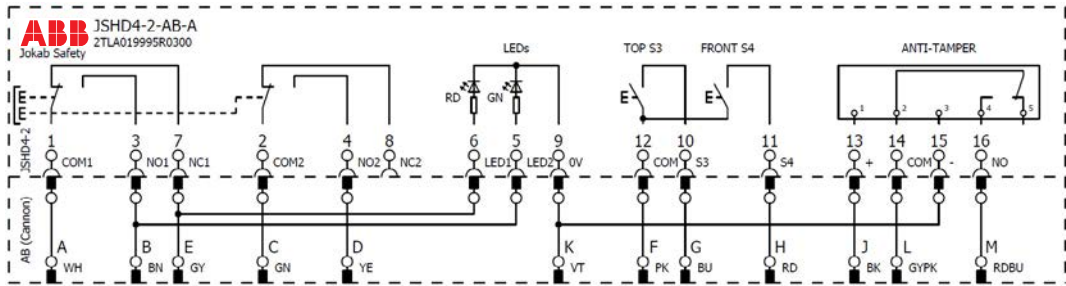 ABB JSHD4-2-AB-A
2TLA019995R0300
Jokab Safety
LEDs TOP S3 FRONT S4 ANTI-TAMPER
RD GN E E
E
E
1 2 3 4 5
JSHD4-2
1 3 7 2 4 8 6 5 9 12 10 11 13 14 15 16
COM1 NO1 NC1 COM2 NO2 NC2 LED1 LED2 0V COM S3 S4 + COM - NO
AB (Cannon)
A B E C D K F G H J L M
WH BN GY GN YE VT PK BU RD BK GYPK RDBU